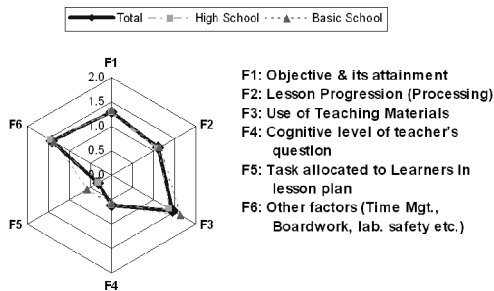 Total High School Basic School
F1
2.0
F6 1.5 F2
1.0
0.5
0.0
F5 F3
F4
F1: Objective & its attainment
F2: Lesson Progression (Processing)
F3: Use of Teaching Materials
F4: Cognitive level of teacher's
question
F5: Task allocated to Learners in
lesson plan
F6: Other factors (Time Mgt.,
Boardwork, lab. safety etc.)